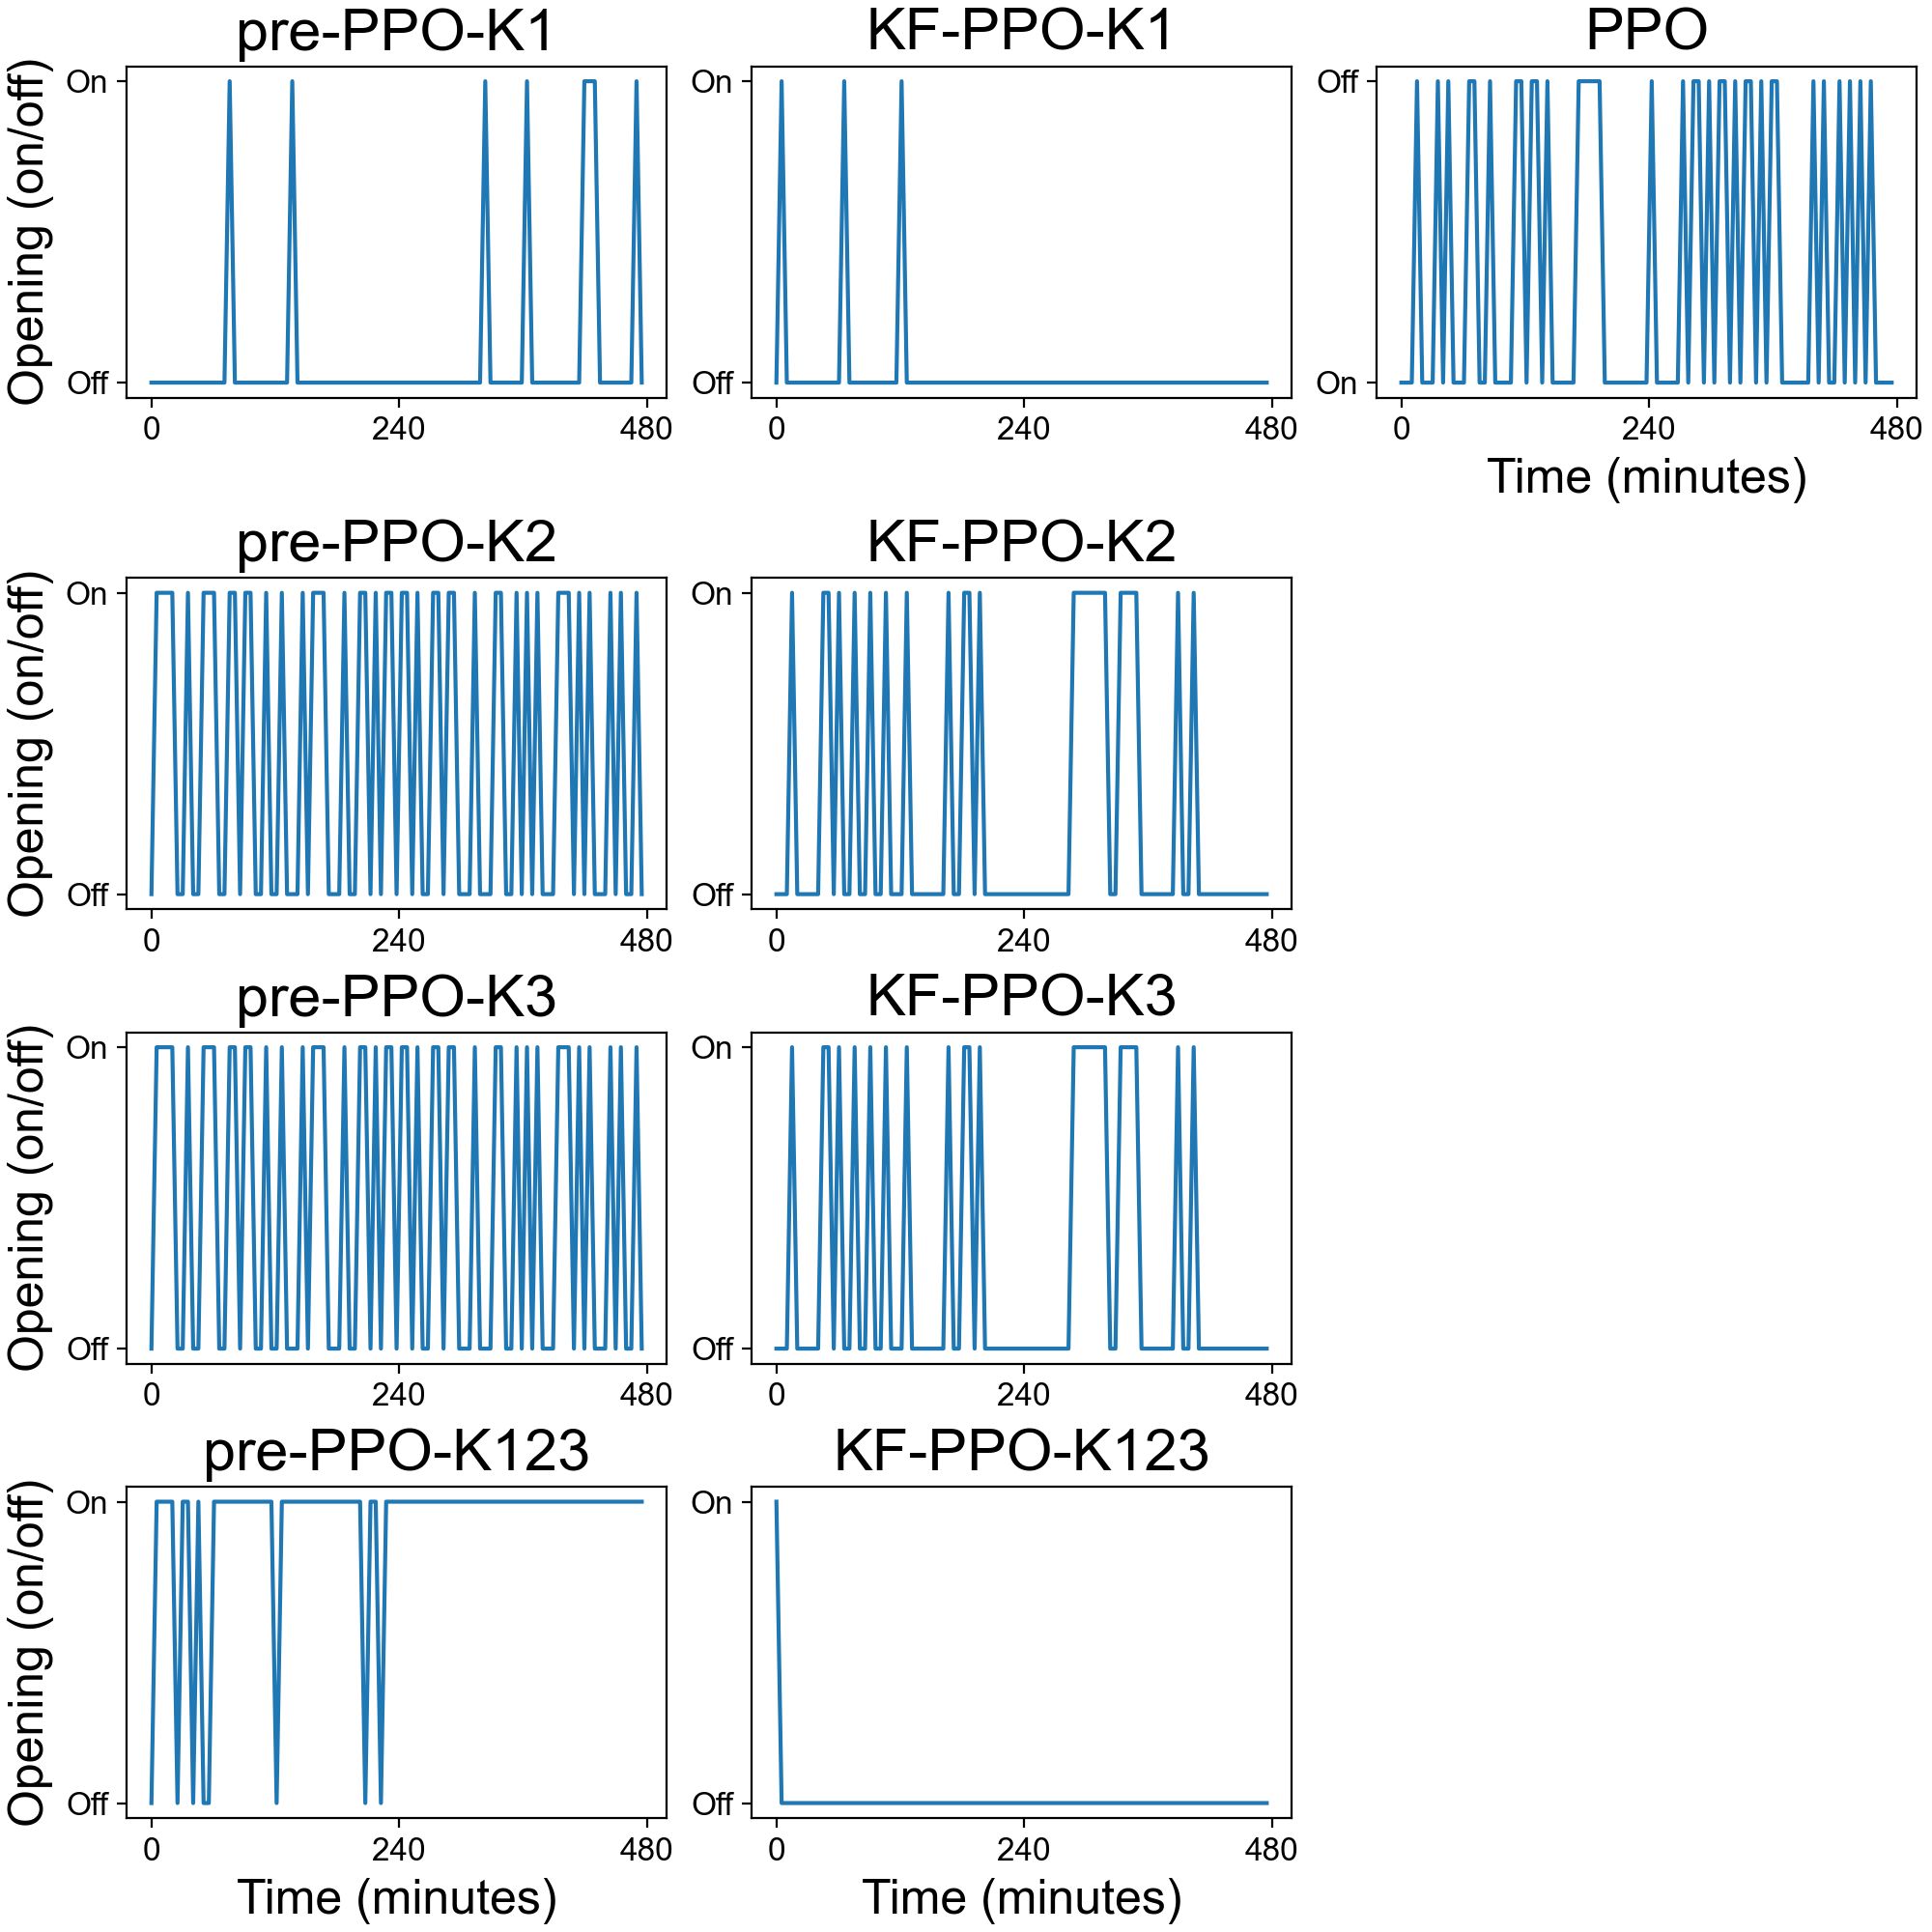 pre-PPO-K1
KF-PPO-K1
PPO
Opening (on/off)
On
Off
0
240
480
On
Off
0
240
480
Off
On
0
240
480
Time (minutes)
pre-PPO-K2
KF-PPO-K2
Opening (on/off)
On
Off
0
240
480
On
Off
0
240
480
pre-PPO-K3
KF-PPO-K3
Opening (on/off)
On
Off
0
240
480
On
Off
0
240
480
pre-PPO-K123
KF-PPO-K123
Opening (on/off)
On
Off
0
240
480
Time (minutes)
On
Off
0
240
480
Time (minutes)